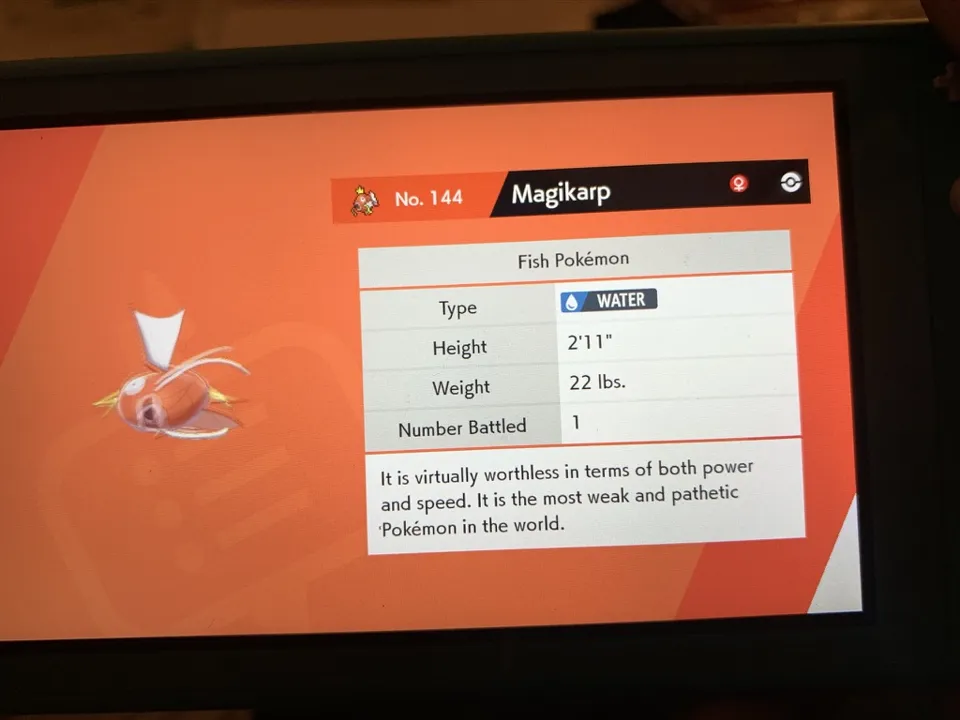 No. 144 Magikarp
Fish Pokémon
Type WATER
Height 2'11"
Weight 22 lbs.
Number Battled 1
It is virtually worthless in terms of both power
and speed. It is the most weak and pathetic
Pokémon in the world.